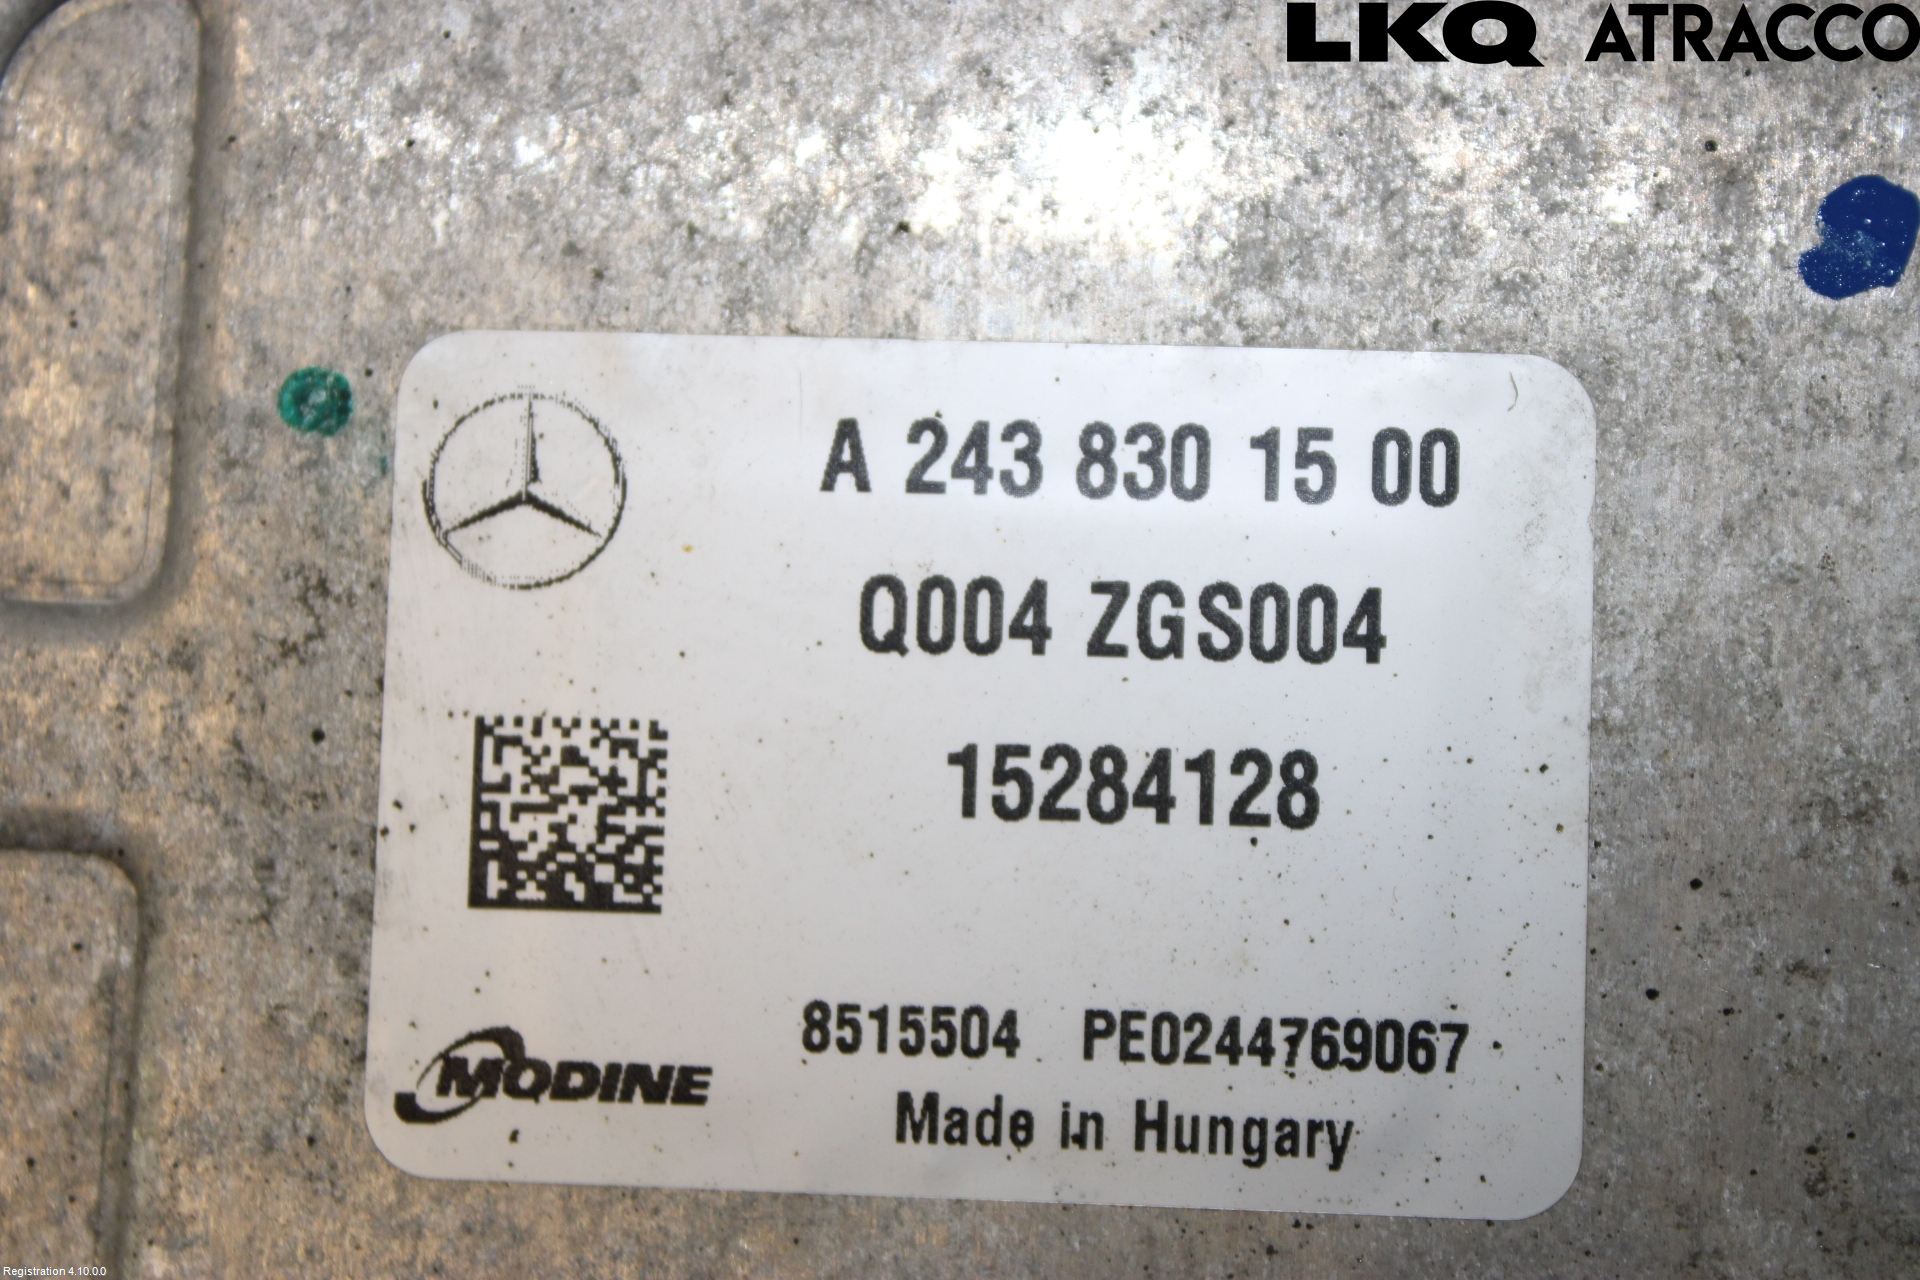 LKQ ATRACCO
A 243 830 15 00
Q004 ZGS004
15284128
8515504 PE0244769067
MODINE
Made in Hungary
Registration 4.10.0.0